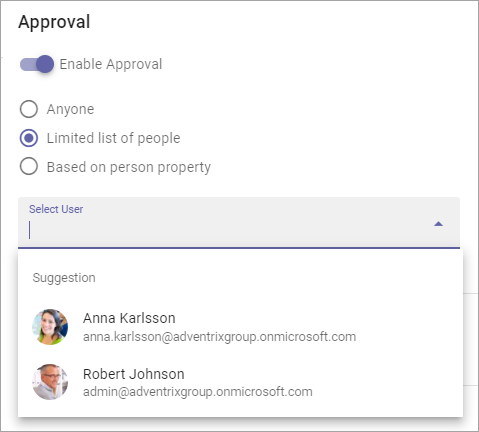 Approval
Enable Approval
Anyone
Limited list of people
Based on person property
Select User
Suggestion
Anna Karlsson
anna.karlsson@adventrixgroup.onmicrosoft.com
Robert Johnson
admin@adventrixgroup.onmicrosoft.com